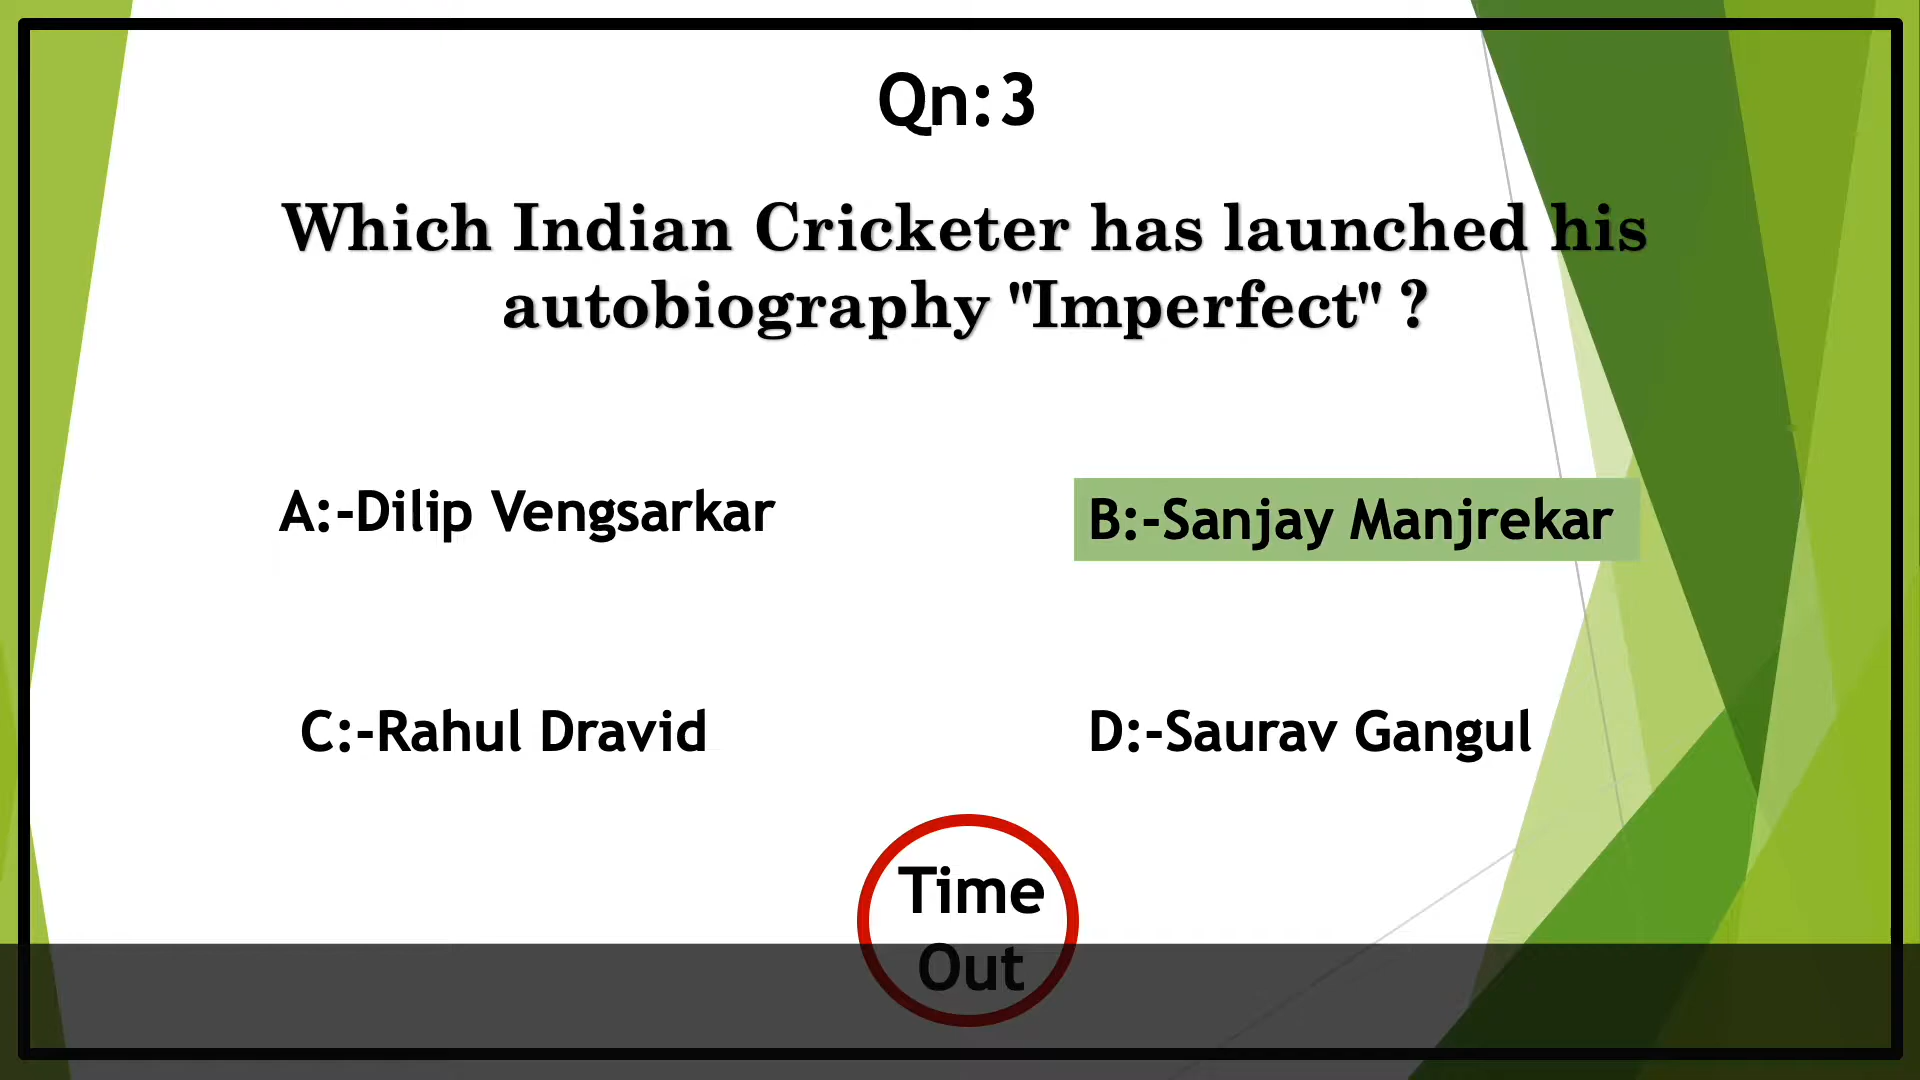 Qn:3
Which Indian Cricketer has launched his
autobiography "Imperfect" ?
A:-Dilip Vengsarkar
B:-Sanjay Manjrekar
C:-Rahul Dravid
D:-Saurav Gangul
Time
Out